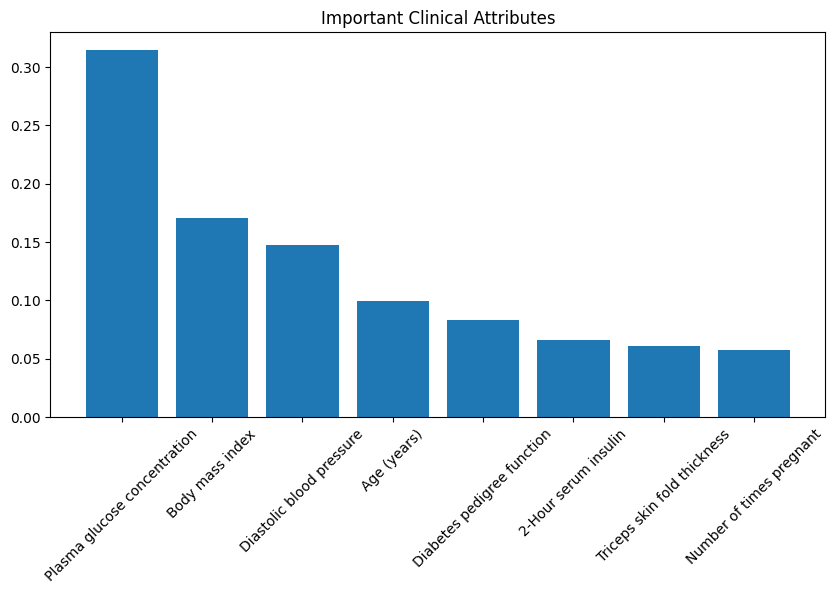 Important Clinical Attributes
0.30
0.25
0.20
0.15
0.10
0.05
0.00
Plasma glucose concentration
Body mass index
Diastolic blood pressure
Age (years)
Diabetes pedigree function
2-Hour serum insulin
Triceps skin fold thickness
Number of times pregnant